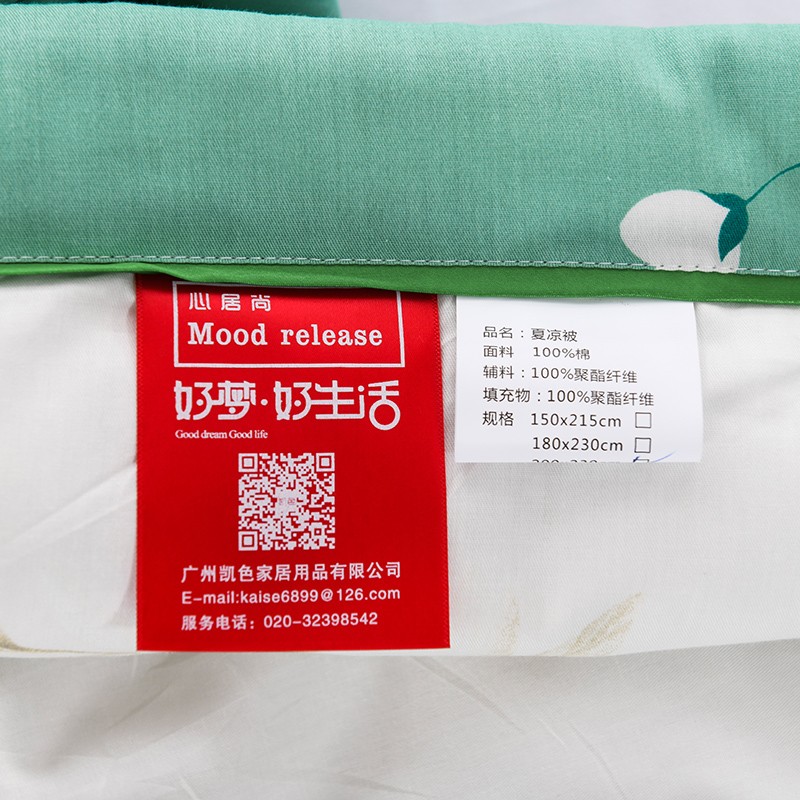 心居尚
Mood release
好梦·好生活
Good dream Good life
广州凯色家居用品有限公司
E-mail:kaise6899@126.com
服务电话：020-32398542
品名：夏凉被
面料 100%棉
辅料：100%聚酯纤维
填充物：100%聚酯纤维
规格 150x215cm □
180x230cm □